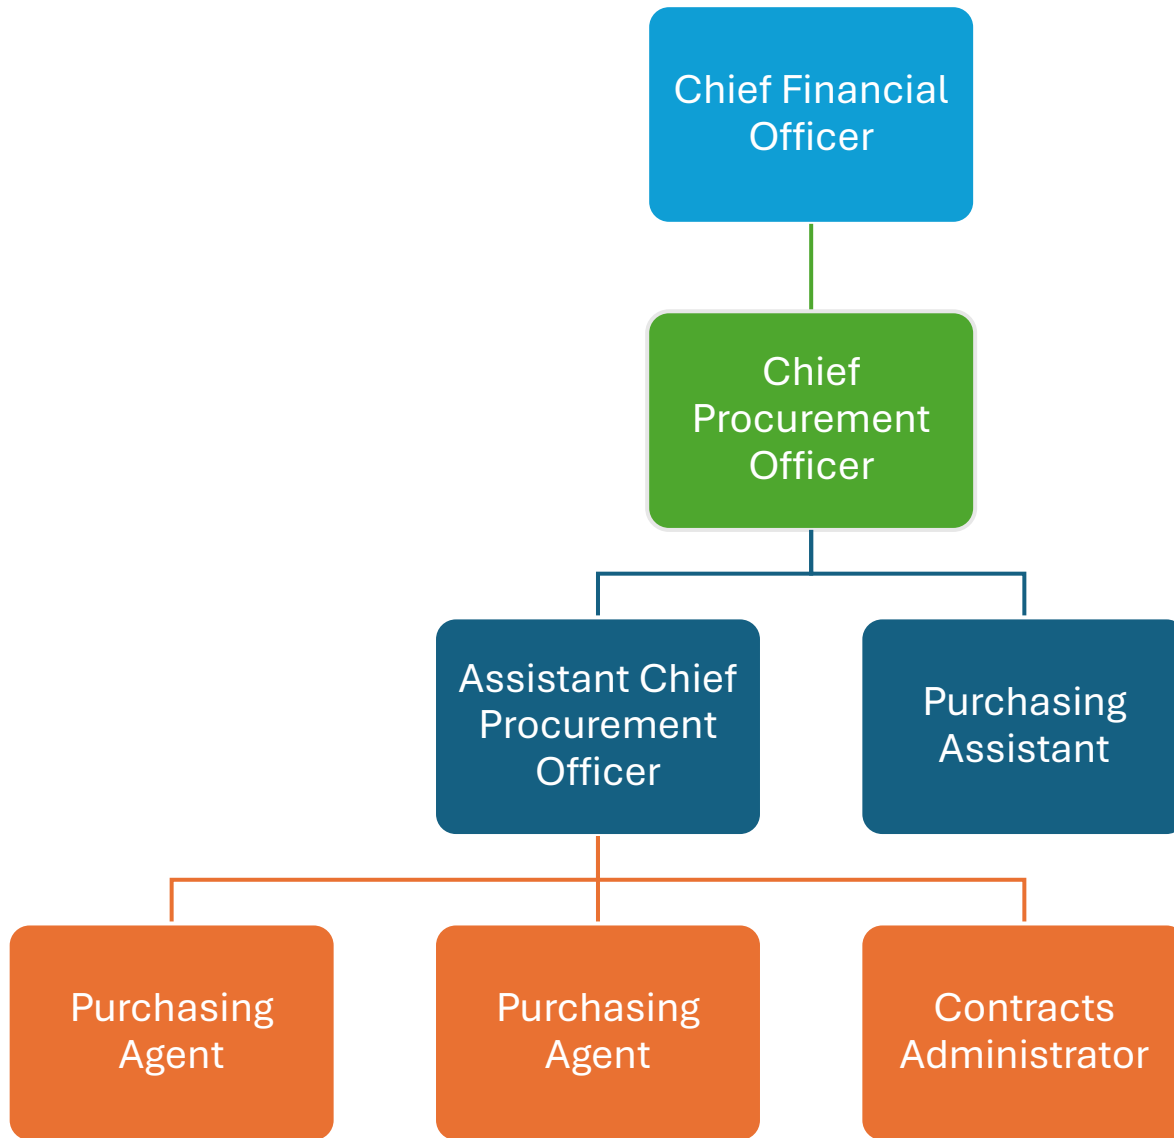 Chief Financial
Officer
Chief
Procurement
Officer
Assistant Chief
Procurement
Officer
Purchasing
Assistant
Purchasing
Agent
Purchasing
Agent
Contracts
Administrator